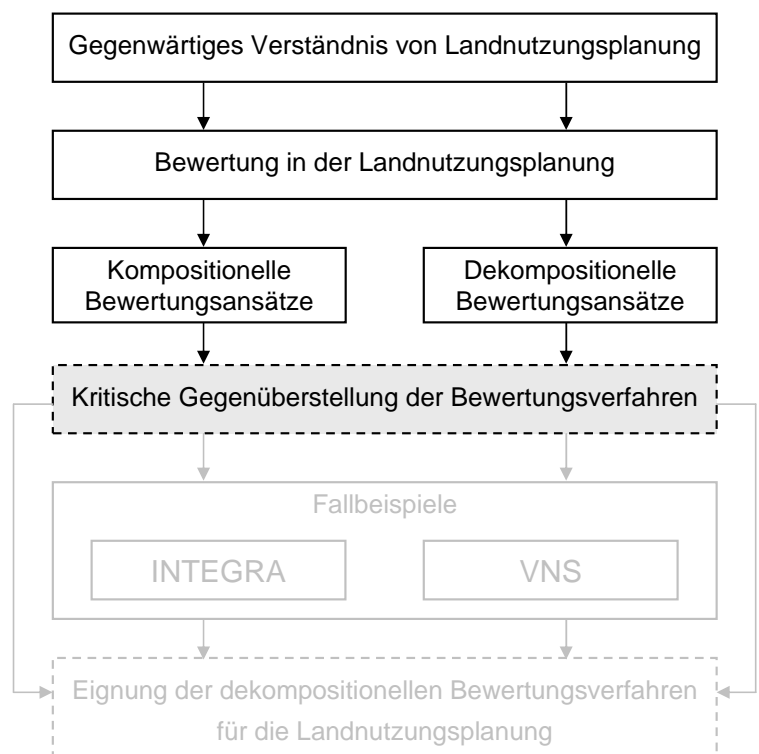 Gegenwärtiges Verständnis von Landnutzungsplanung
Bewertung in der Landnutzungsplanung
Kompositionelle
Bewertungsansätze
Dekompositionelle
Bewertungsansätze
Kritische Gegenüberstellung der Bewertungsverfahren
Fallbeispiele
INTEGRA
VNS
Eignung der dekompositionellen Bewertungsverfahren
für die Landnutzungsplanung